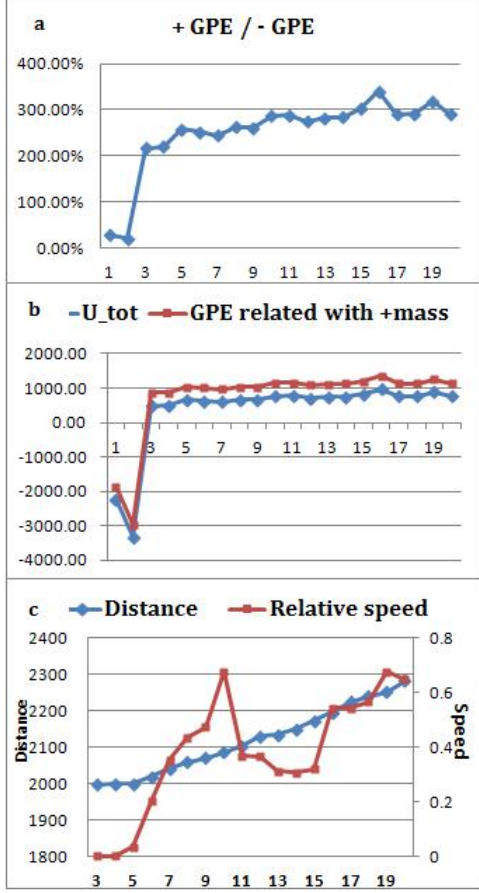 a
+ GPE / - GPE
400.00%
300.00%
200.00%
100.00%
0.00%
1 3 5 7 9 11 13 15 17 19
b
U_tot GPE related with +mass
2000.00
1000.00
0.00
1 3 5 7 9 11 13 15 17 19
-1000.00
-2000.00
-3000.00
-4000.00
c
Distance Relative speed
2400 0.8
2300
2200 0.6
2100 0.4
2000
1900 0.2
1800 0
Distance
Speed
3 5 7 9 11 13 15 17 19